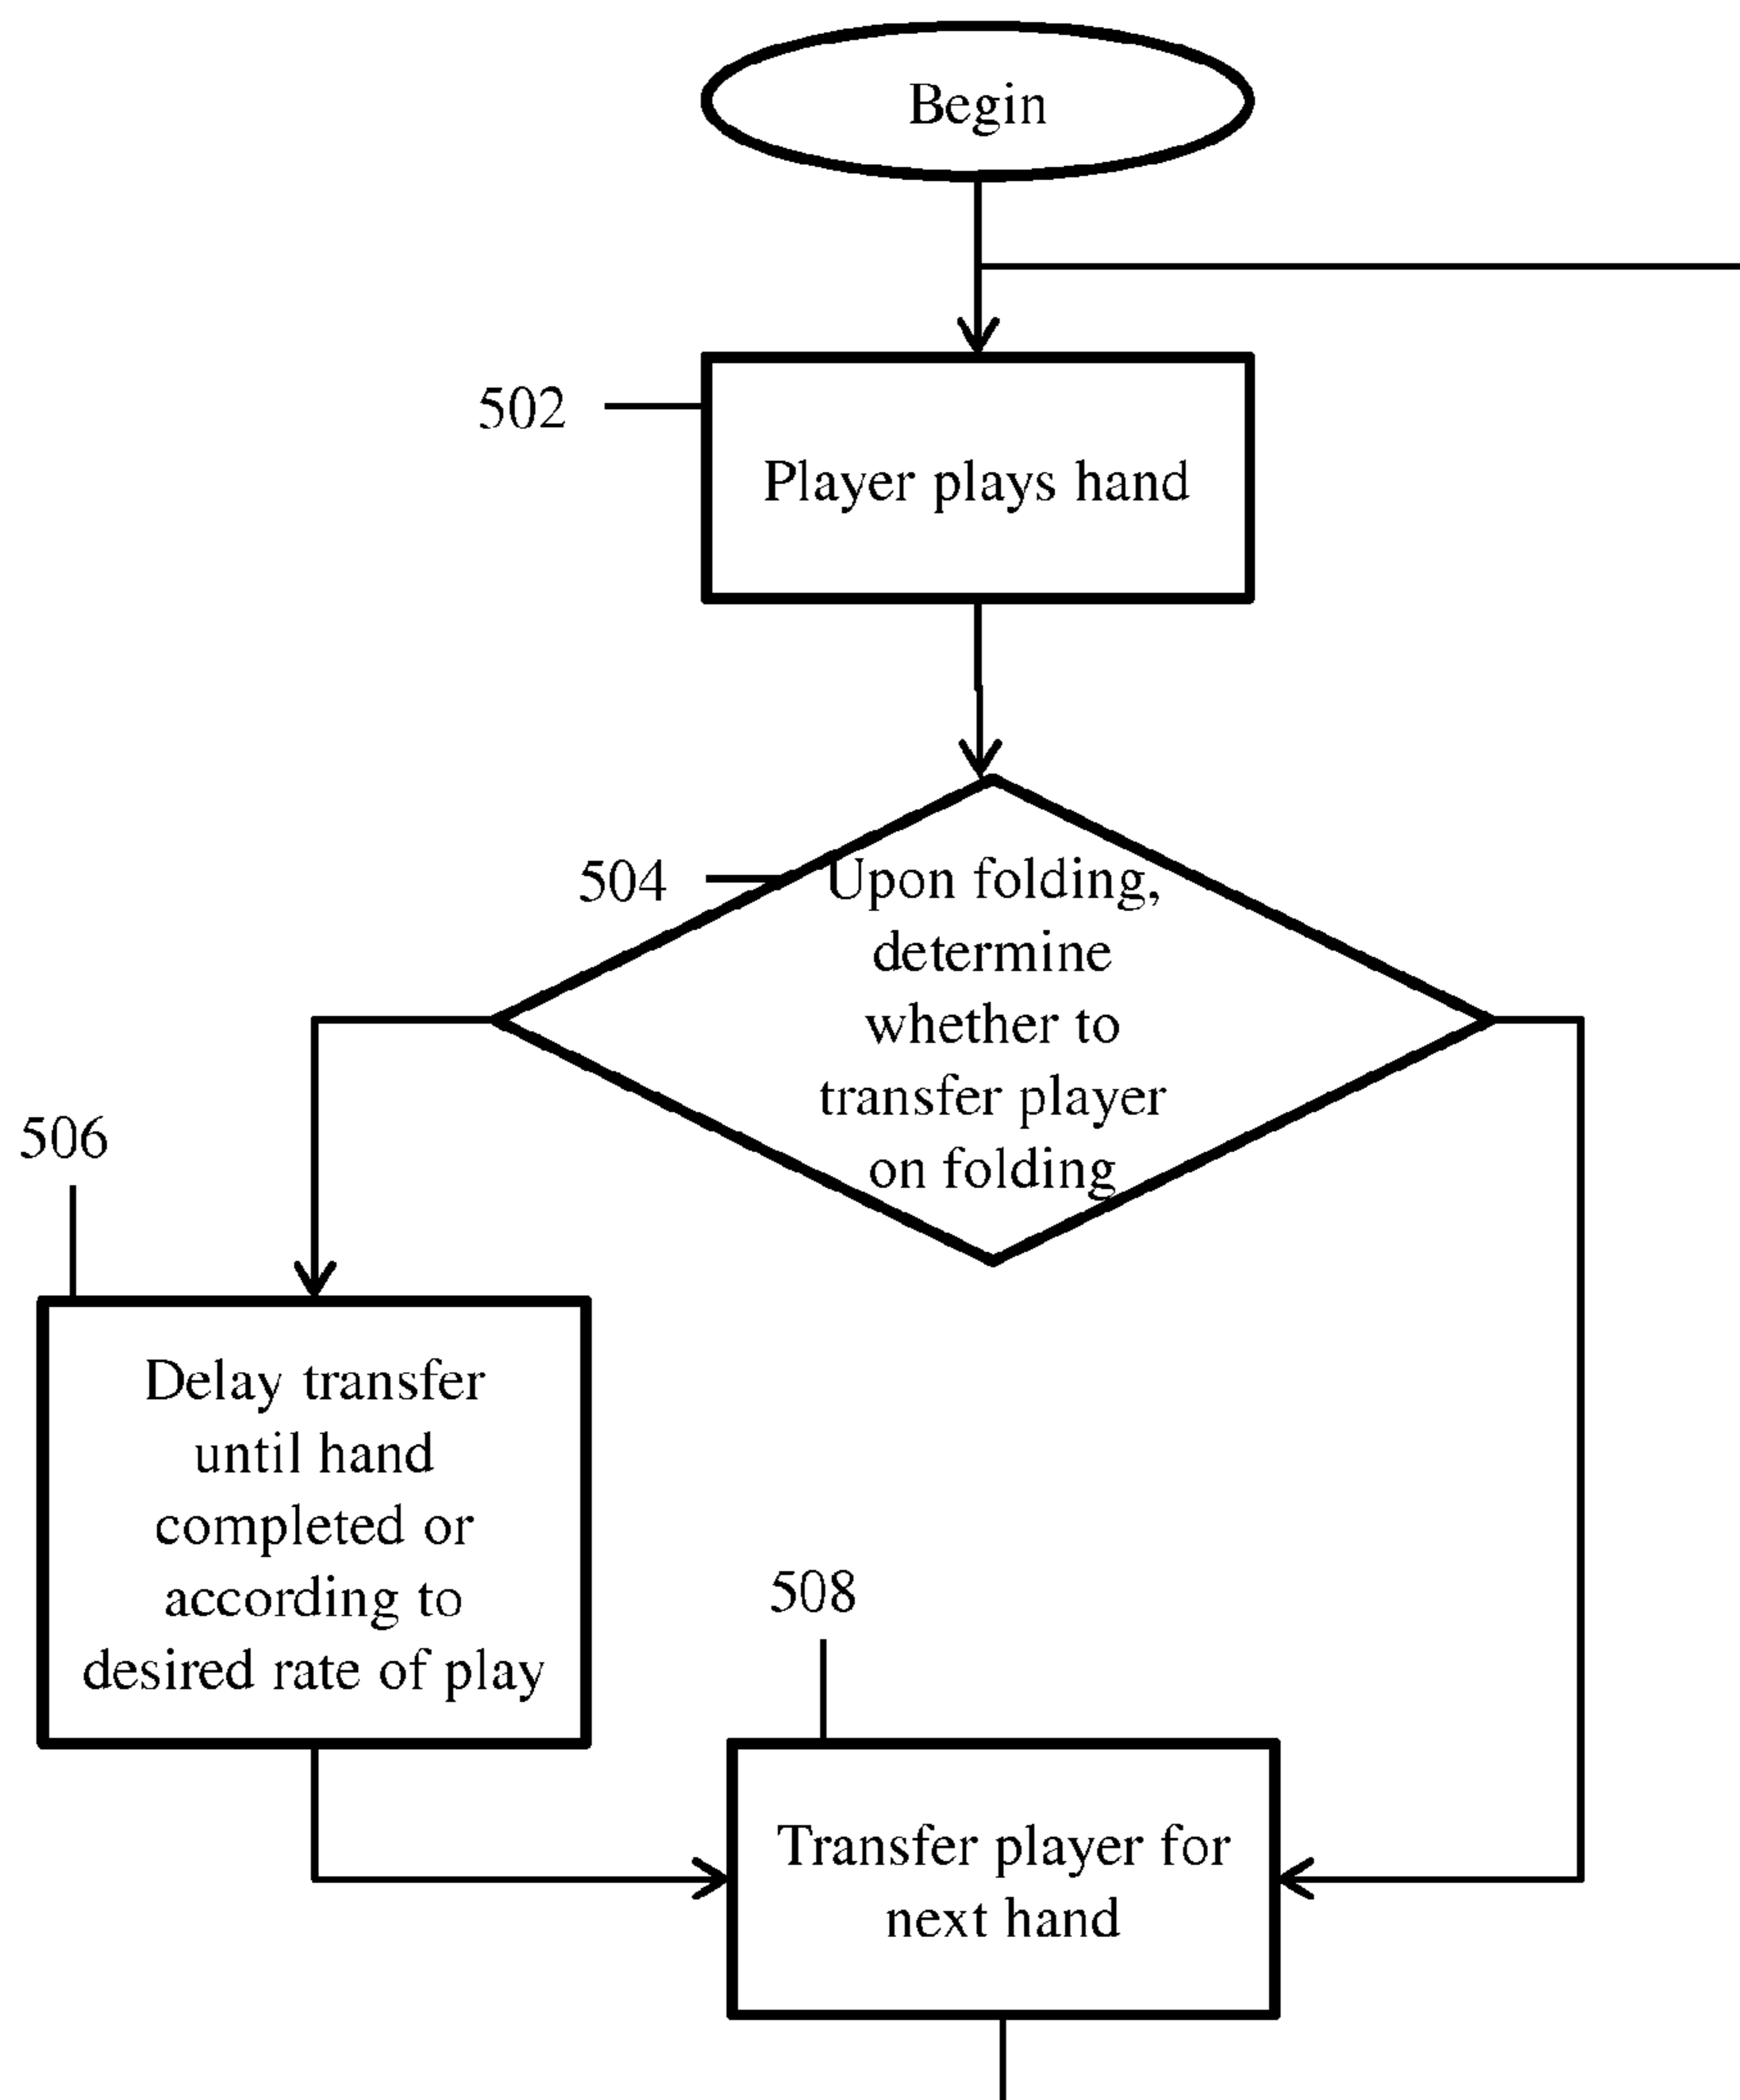 Begin
502
Player plays hand
504
Upon folding,
determine
whether to
transfer player
on folding
506
Delay transfer
until hand
completed or
according to
desired rate of play
508
Transfer player for
next hand